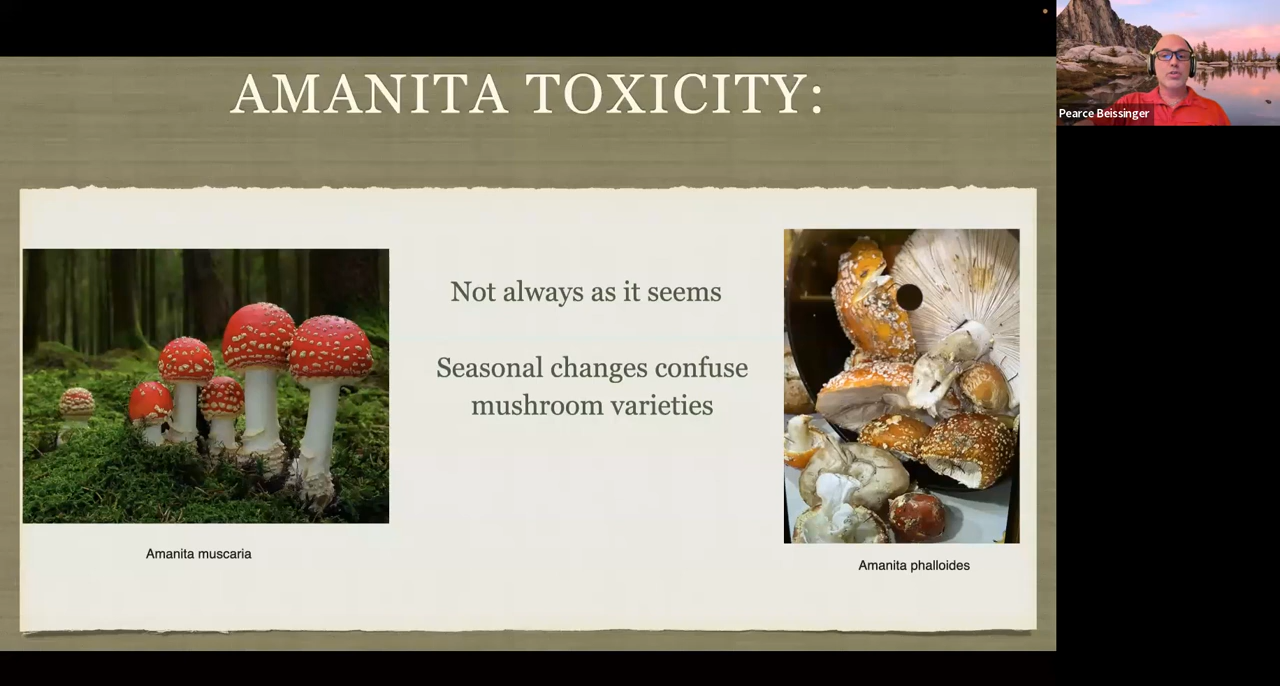 AMANITA TOXICITY:
Pearce Beissinger
Not always as it seems
Seasonal changes confuse
mushroom varieties
Amanita muscaria
Amanita phalloides